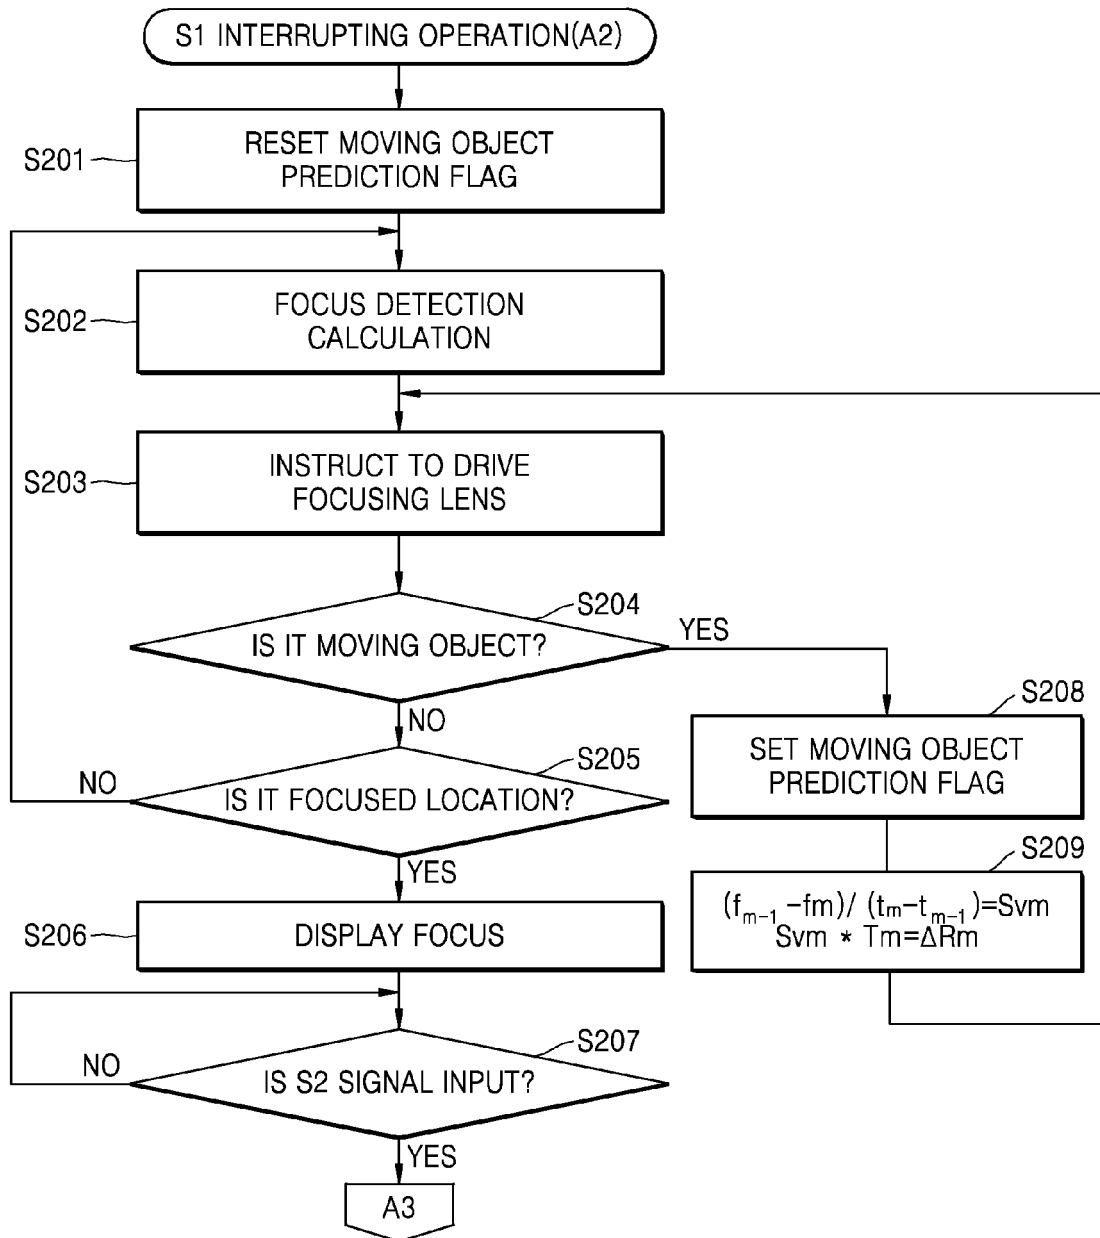 S1 INTERRUPTING OPERATION(A2)
S201
RESET MOVING OBJECT
PREDICTION FLAG
S202
FOCUS DETECTION
CALCULATION
S203
INSTRUCT TO DRIVE
FOCUSING LENS
S204
IS IT MOVING OBJECT?
YES
NO
S208
SET MOVING OBJECT
PREDICTION FLAG
S205
NO
IS IT FOCUSED LOCATION?
YES
S209
(fm-1 -fm)/ (tm-tm-1)=Svm
Svm * Tm=ΔRm
S206
DISPLAY FOCUS
S207
NO
IS S2 SIGNAL INPUT?
YES
A3